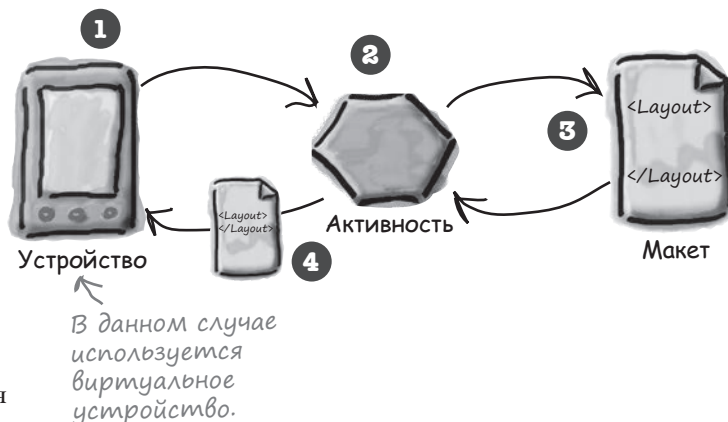 1
2
3
4
<Layout>
</Layout>
<Layout>
</Layout>
Устройство
Активность
Макет
В данном случае
используется
виртуальное
устройство.
я